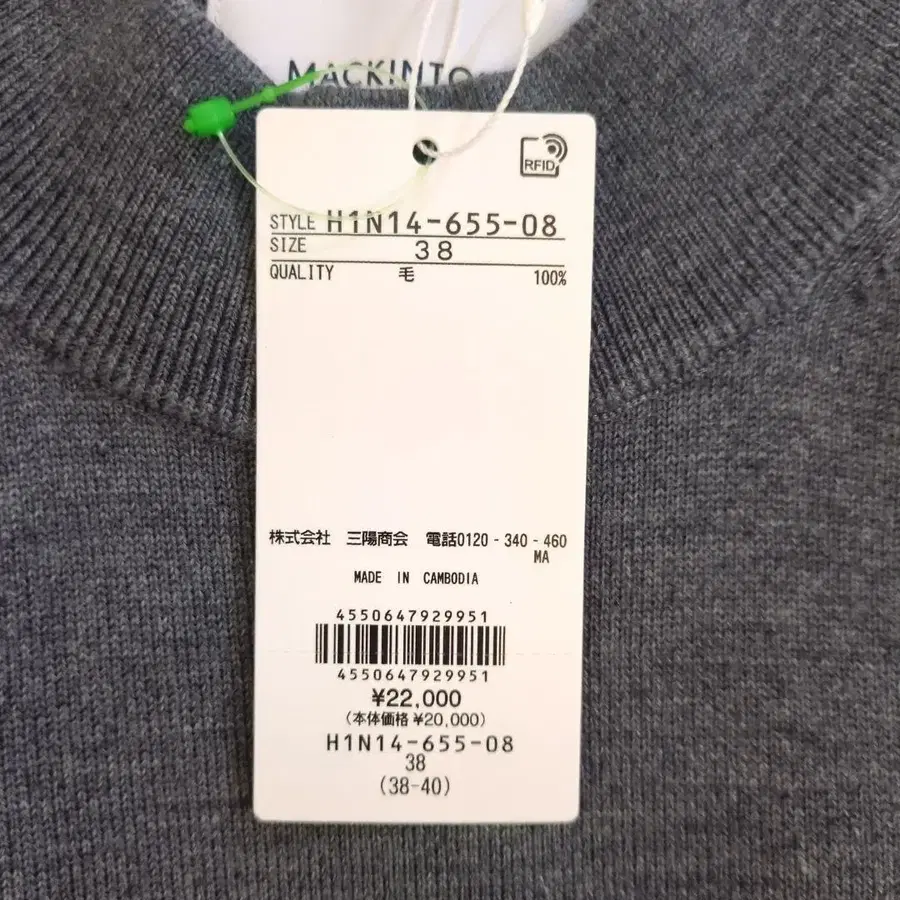 MACKINTO
RFID
STYLE H1N14-655-08
SIZE 38
QUALITY 毛 100%
株式会社 三陽商会 電話0120-340-460
MA
MADE IN CAMBODIA
4550647929951
4550647929951
¥22,000
(本体価格 ¥20,000)
H1N14-655-08
38
(38-40)